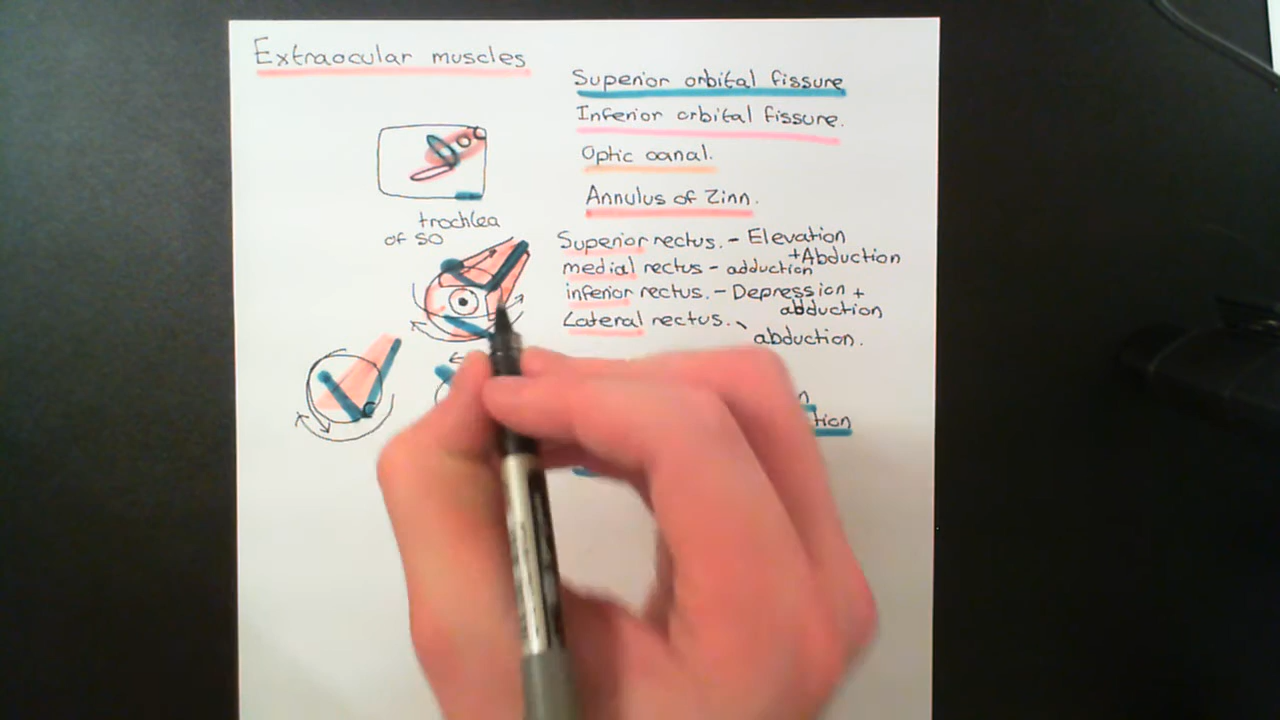 Extraocular muscles
Superior orbital fissure
Inferior orbital fissure.
Optic canal.
Annulus of Zinn.
trochlea
of SO
Superior rectus. - Elevation
+Abduction
medial rectus - adduction
inferior rectus. - Depression +
abduction
Lateral rectus.
abduction.
n
tion